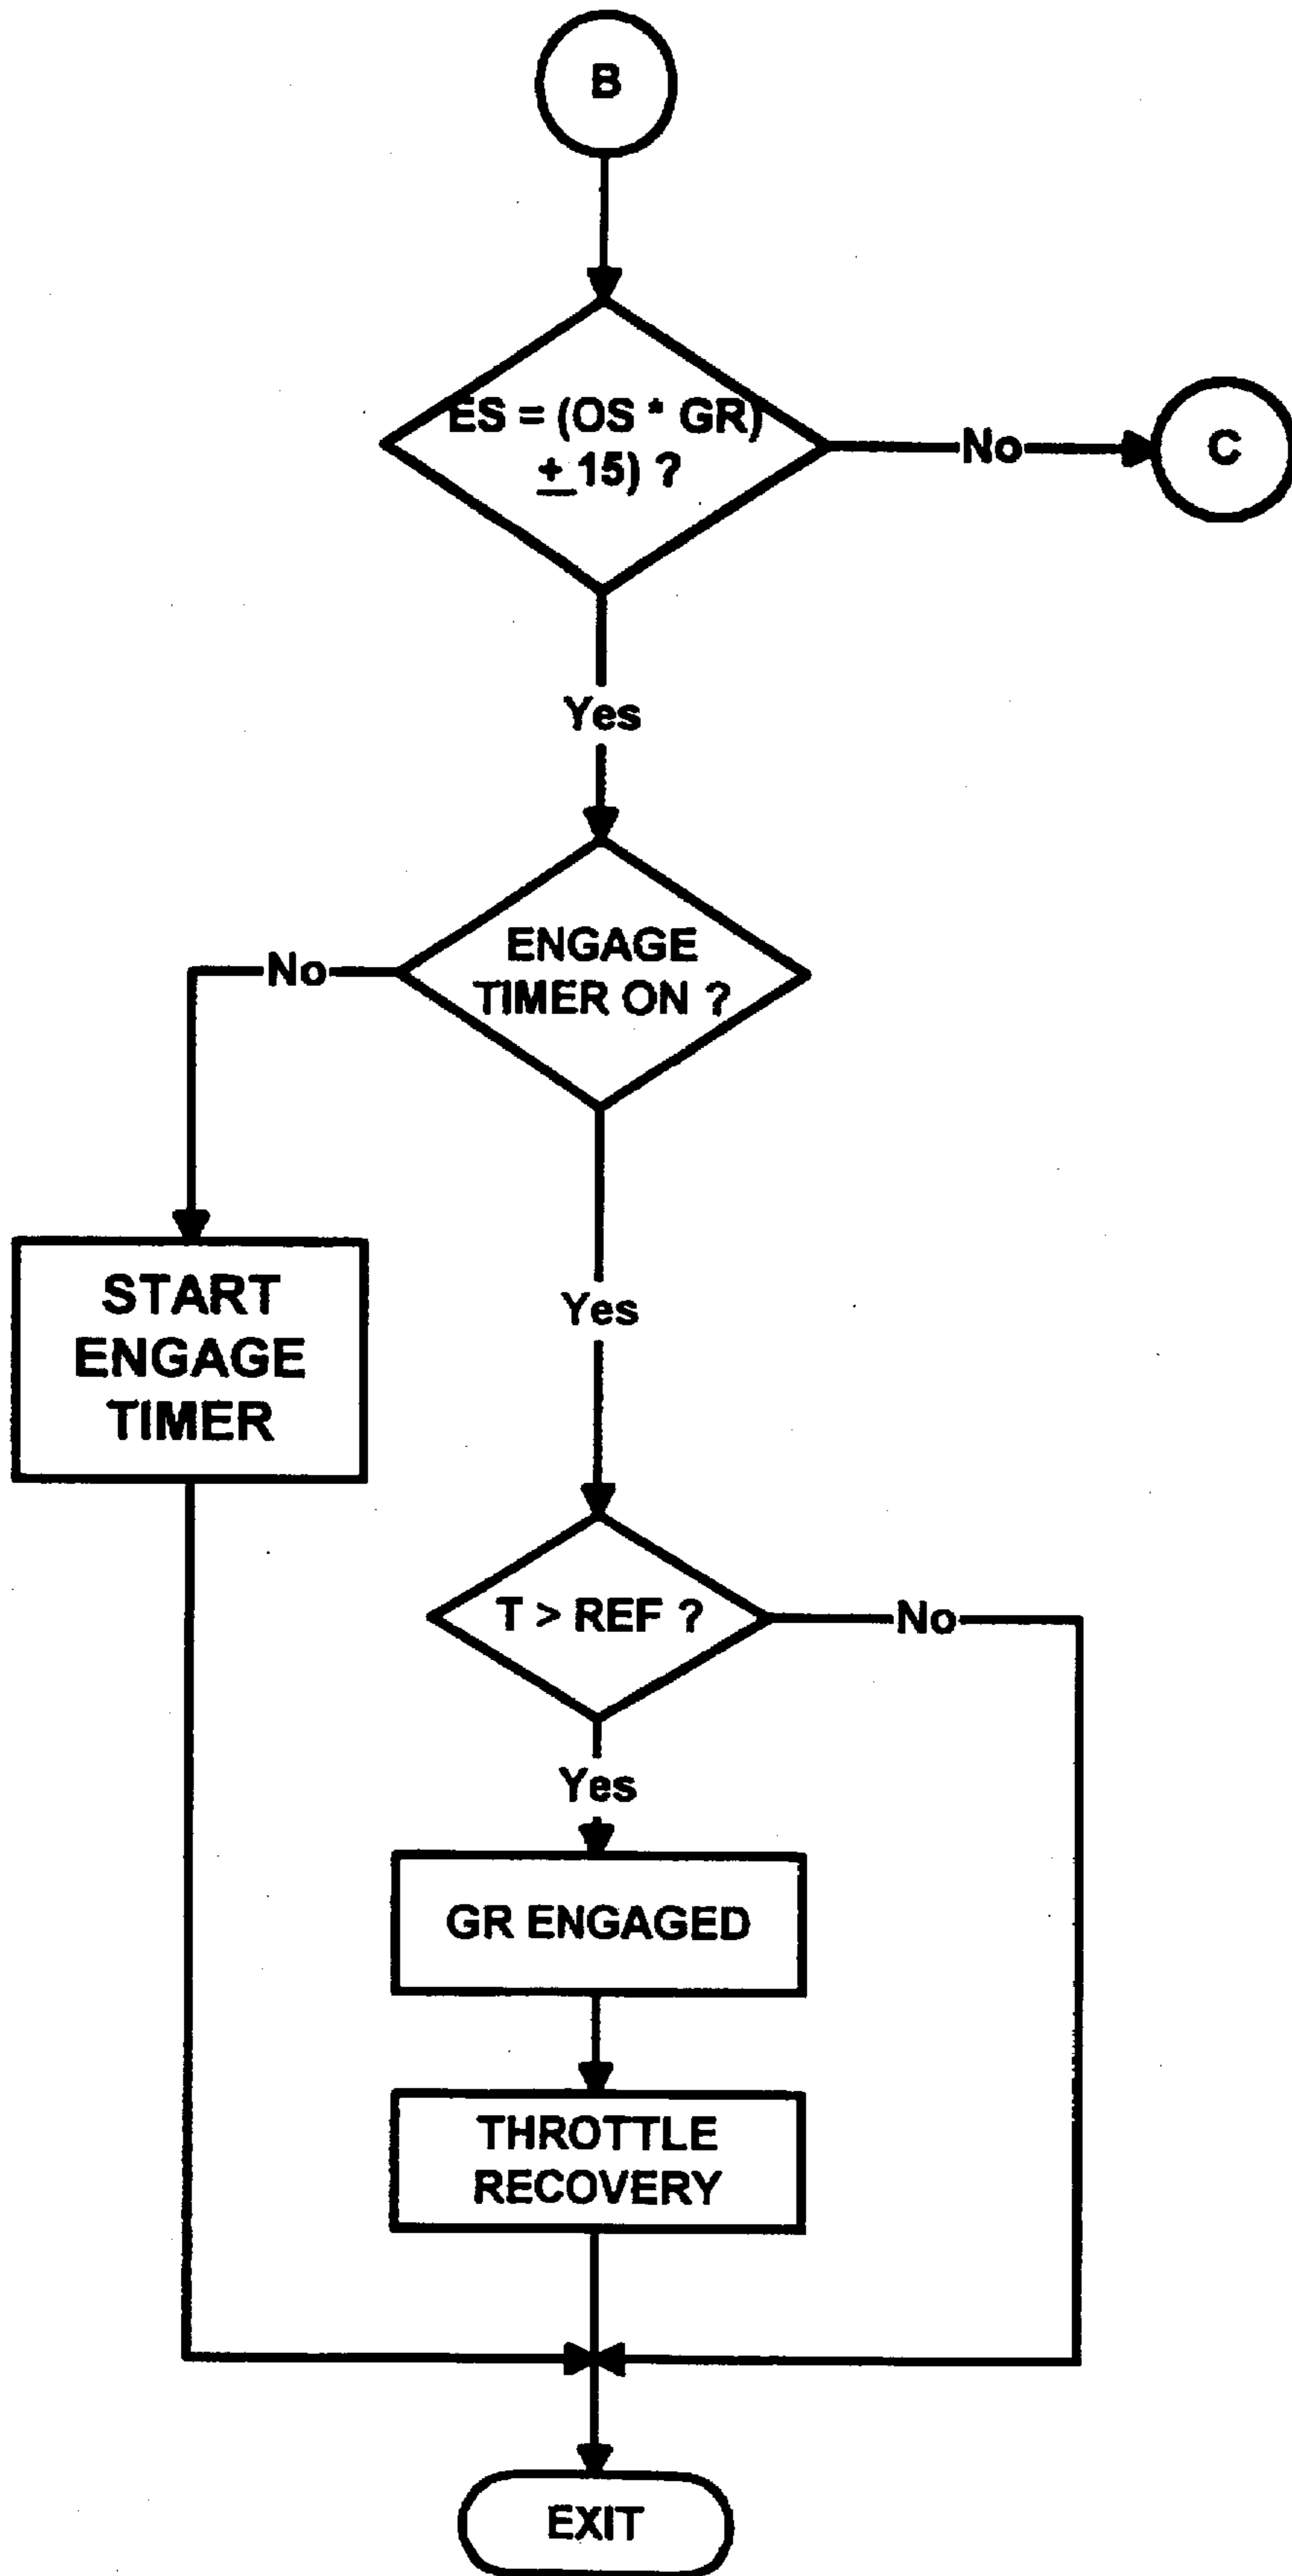 B
ES = (OS * GR)
± 15) ?
No
C
Yes
ENGAGE
TIMER ON ?
No
START
ENGAGE
TIMER
Yes
T > REF ?
No
Yes
GR ENGAGED
THROTTLE
RECOVERY
EXIT